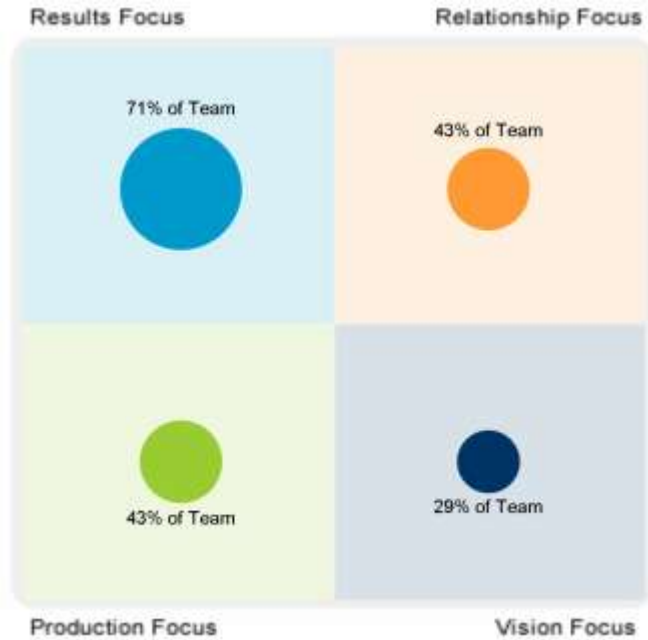 Results Focus
Relationship Focus
71% of Team
43% of Team
43% of Team
29% of Team
Production Focus
Vision Focus